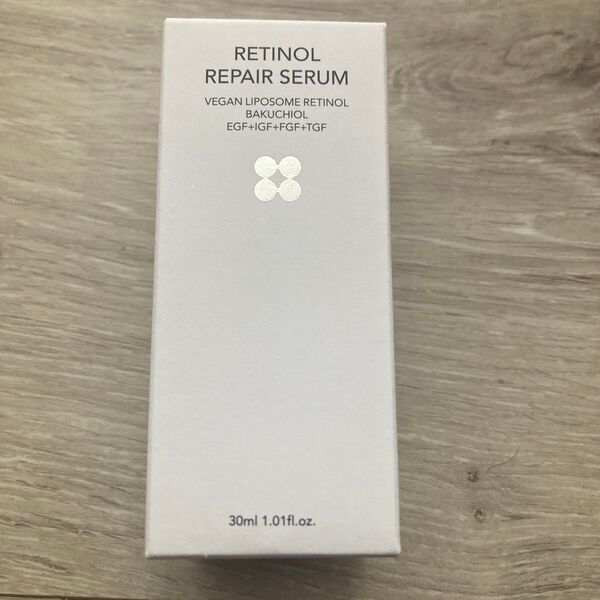 RETINOL
REPAIR SERUM
VEGAN LIPOSOME RETINOL
BAKUCHIOL
EGF+IGF+FGF+TGF
30ml 1.01fl.oz.